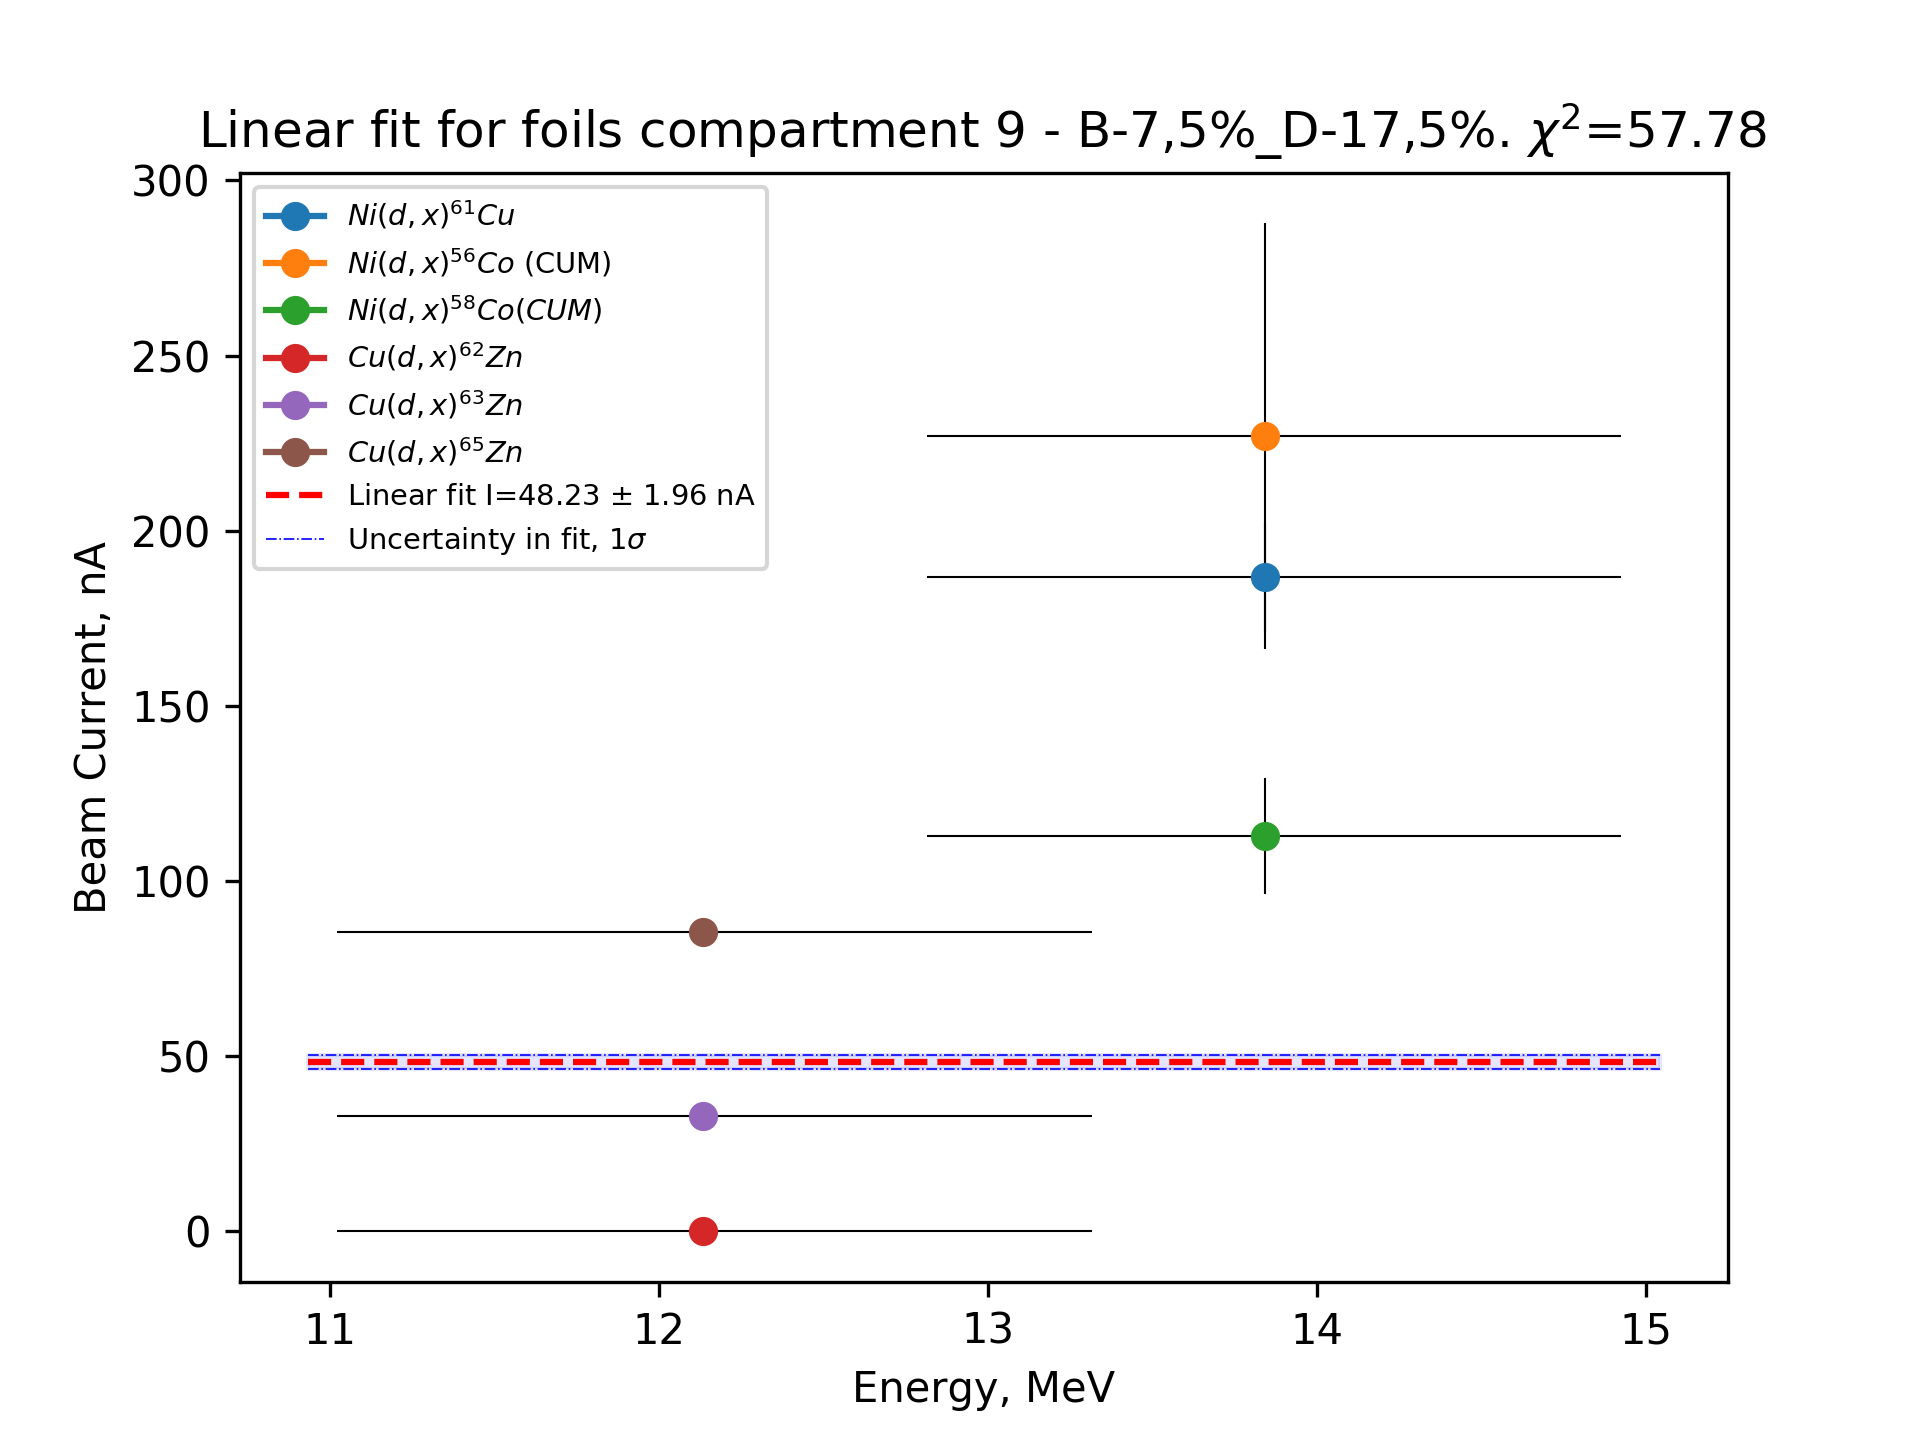 Linear fit for foils compartment 9 - B-7,5%_D-17,5%. χ²=57.78
300
250
200
150
100
50
0
Beam Current, nA
Ni(d, x)⁶¹Cu
Ni(d, x)⁵⁶Co (CUM)
Ni(d, x)⁵⁸Co(CUM)
Cu(d, x)⁶²Zn
Cu(d, x)⁶³Zn
Cu(d, x)⁶⁵Zn
Linear fit I=48.23 ± 1.96 nA
Uncertainty in fit, 1σ
11 12 13 14 15
Energy, MeV